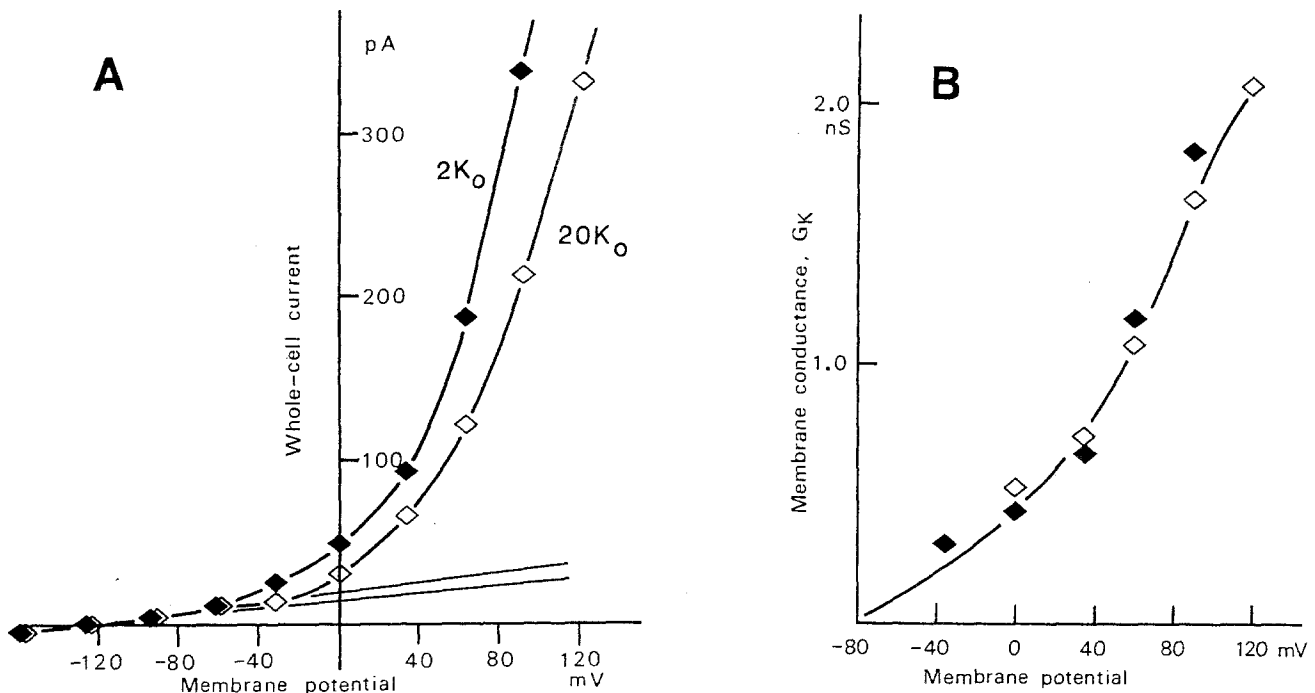 A
pA
300
2K₀
20K₀
200
Whole-cell current
100
-120
-80
-40
0
40
80
120
mV
Membrane potential
B
2.0
nS
Membrane conductance, GK
1.0
-80
-40
0
40
80
120
mV
Membrane potential